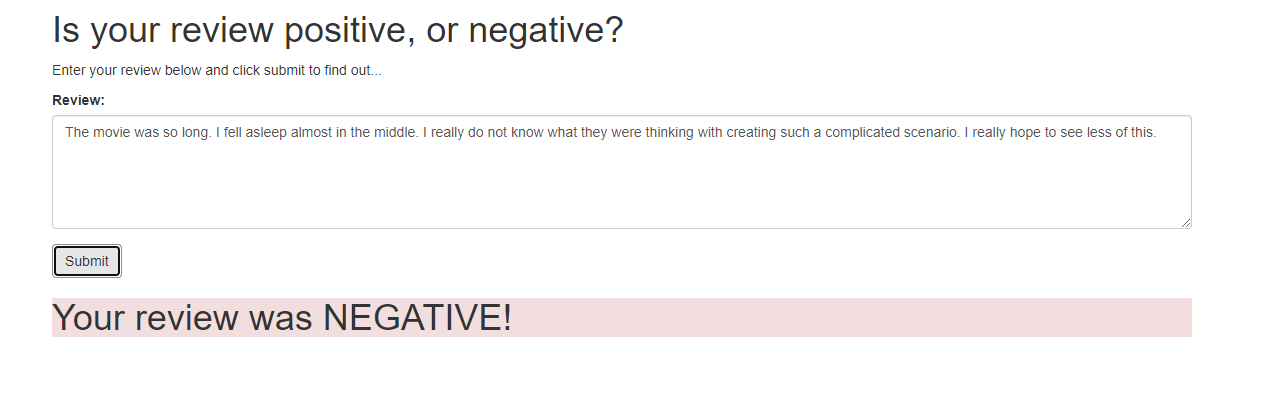 Is your review positive, or negative?
Enter your review below and click submit to find out...
Review:
The movie was so long. I fell asleep almost in the middle. I really do not know what they were thinking with creating such a complicated scenario. I really hope to see less of this.
Submit
Your review was NEGATIVE!